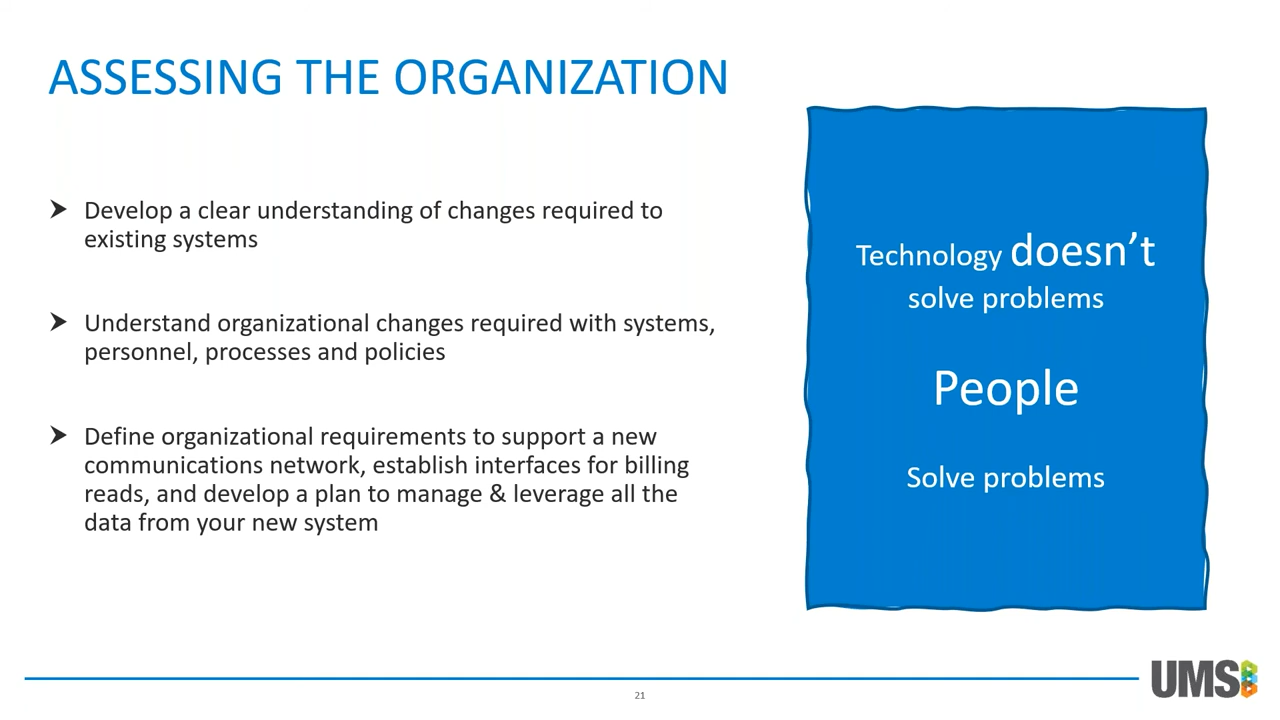 ASSESSING THE ORGANIZATION
Develop a clear understanding of changes required to
existing systems
Understand organizational changes required with systems,
personnel, processes and policies
Define organizational requirements to support a new
communications network, establish interfaces for billing
reads, and develop a plan to manage & leverage all the
data from your new system
Technology doesn’t
solve problems
People
Solve problems
21
UMS